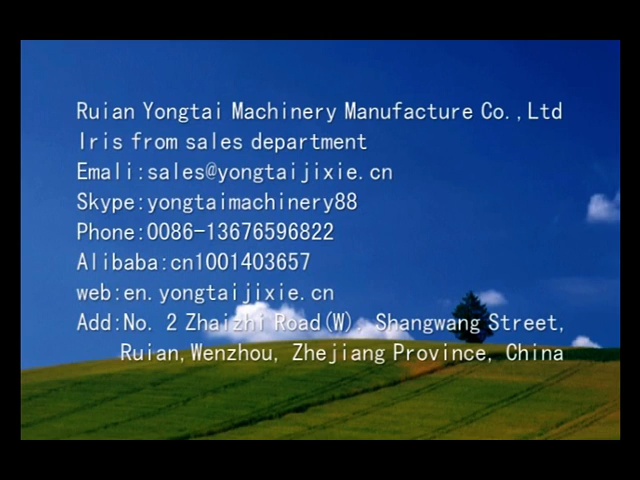 Ruian Yongtai Machinery Manufacture Co.,Ltd
Iris from sales department
Emali:sales@yongtaijixie.cn
Skype:yongtaimachinery88
Phone:0086-13676596822
Alibaba:cn1001403657
web:en.yongtaijixie.cn
Add:No. 2 Zhaizhi Road(W), Shangwang Street,
Ruian,Wenzhou, Zhejiang Province, China